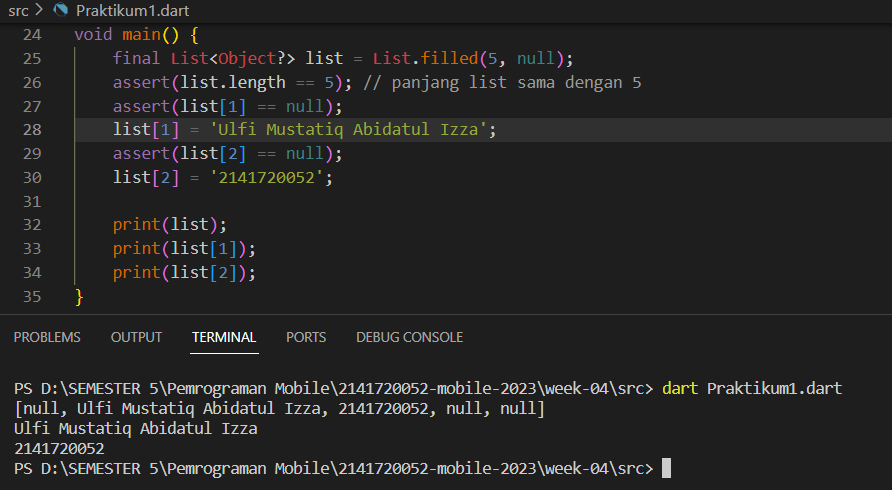 src > Praktikum1.dart
24 void main() {
25 final List<Object?> list = List.filled(5, null);
26 assert(list.length == 5); // panjang list sama dengan 5
27 assert(list[1] == null);
28 list[1] = 'Ulfi Mustatiq Abidatul Izza';
29 assert(list[2] == null);
30 list[2] = '2141720052';
31
32 print(list);
33 print(list[1]);
34 print(list[2]);
35 }
PROBLEMS OUTPUT TERMINAL PORTS DEBUG CONSOLE
PS D:\SEMESTER 5\Pemrograman Mobile\2141720052-mobile-2023\week-04\src> dart Praktikum1.dart
[null, Ulfi Mustatiq Abidatul Izza, 2141720052, null, null]
Ulfi Mustatiq Abidatul Izza
2141720052
PS D:\SEMESTER 5\Pemrograman Mobile\2141720052-mobile-2023\week-04\src>